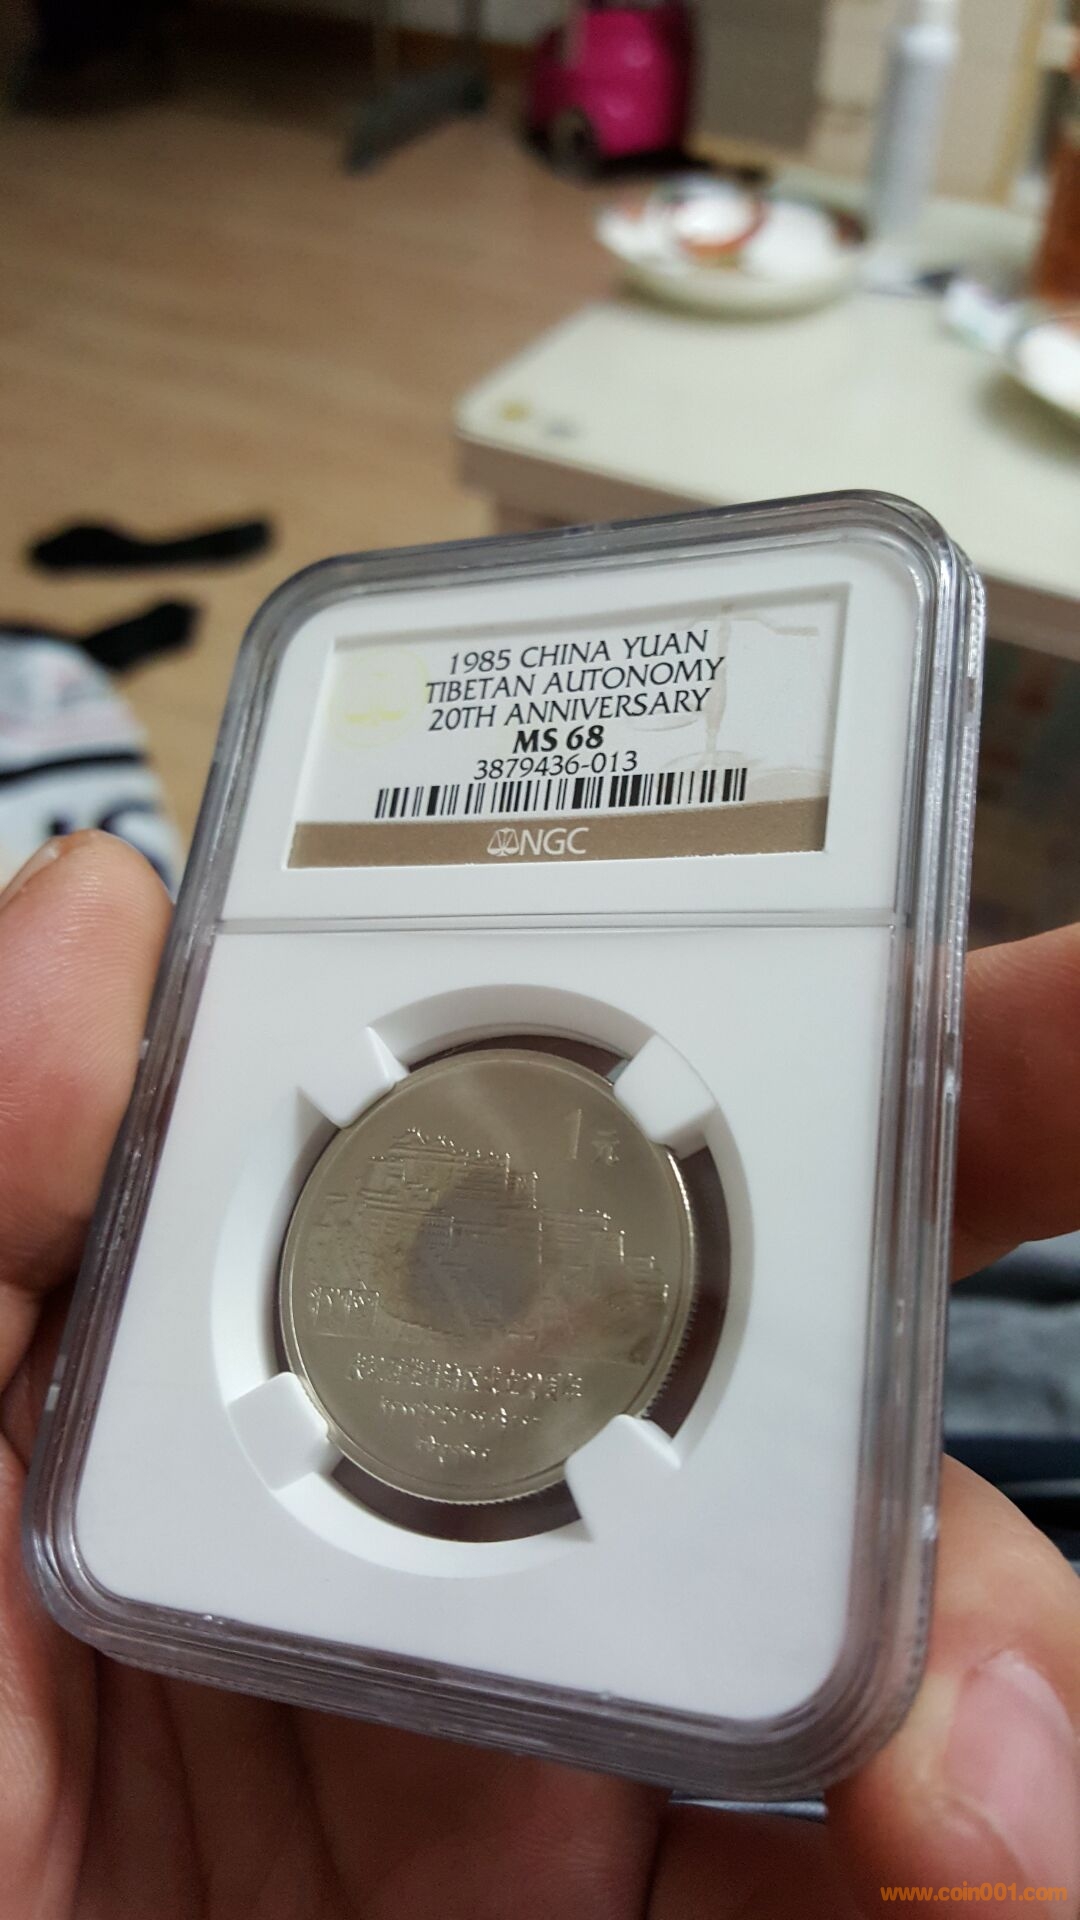 1985 CHINA YUAN
TIBETAN AUTONOMY
20TH ANNIVERSARY
MS 68
3879436-013
NGC
1元
www.coin001.com